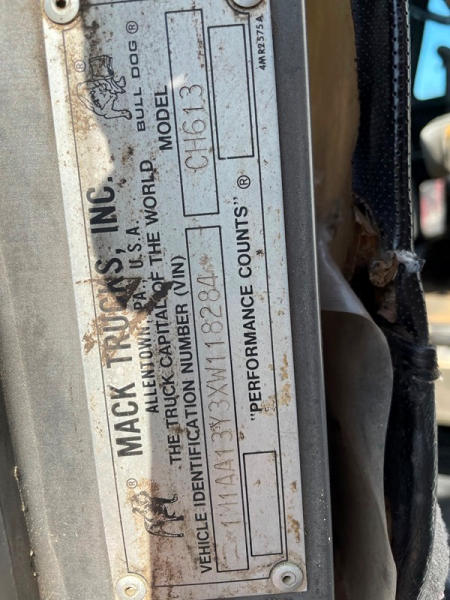 MACK TRUCKS, INC.
ALLENTOWN, PA., U.S.A.
THE TRUCK CAPITAL OF THE WORLD
BULL DOG ®
VEHICLE IDENTIFICATION NUMBER (VIN)
MODEL
1M1AA13Y3XW118284
CH613
"PERFORMANCE COUNTS" ®
4MR2575A